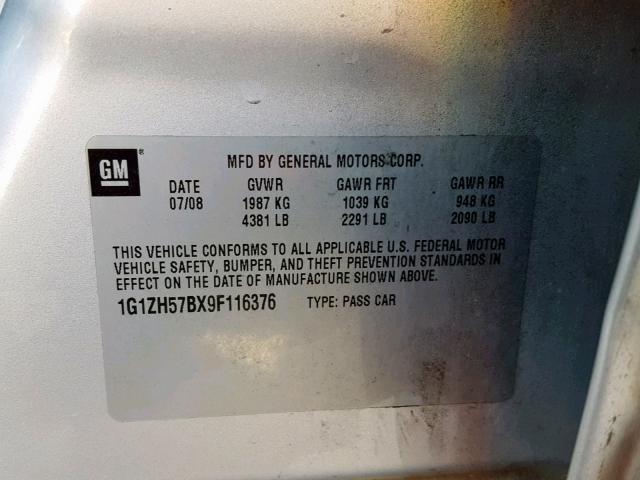 GM®
MFD BY GENERAL MOTORS CORP.
DATE GVWR GAWR FRT GAWR RR
07/08 1987 KG 1039 KG 948 KG
4381 LB 2291 LB 2090 LB
THIS VEHICLE CONFORMS TO ALL APPLICABLE U.S. FEDERAL MOTOR
VEHICLE SAFETY, BUMPER, AND THEFT PREVENTION STANDARDS IN
EFFECT ON THE DATE OF MANUFACTURE SHOWN ABOVE.
1G1ZH57BX9F116376 TYPE: PASS CAR